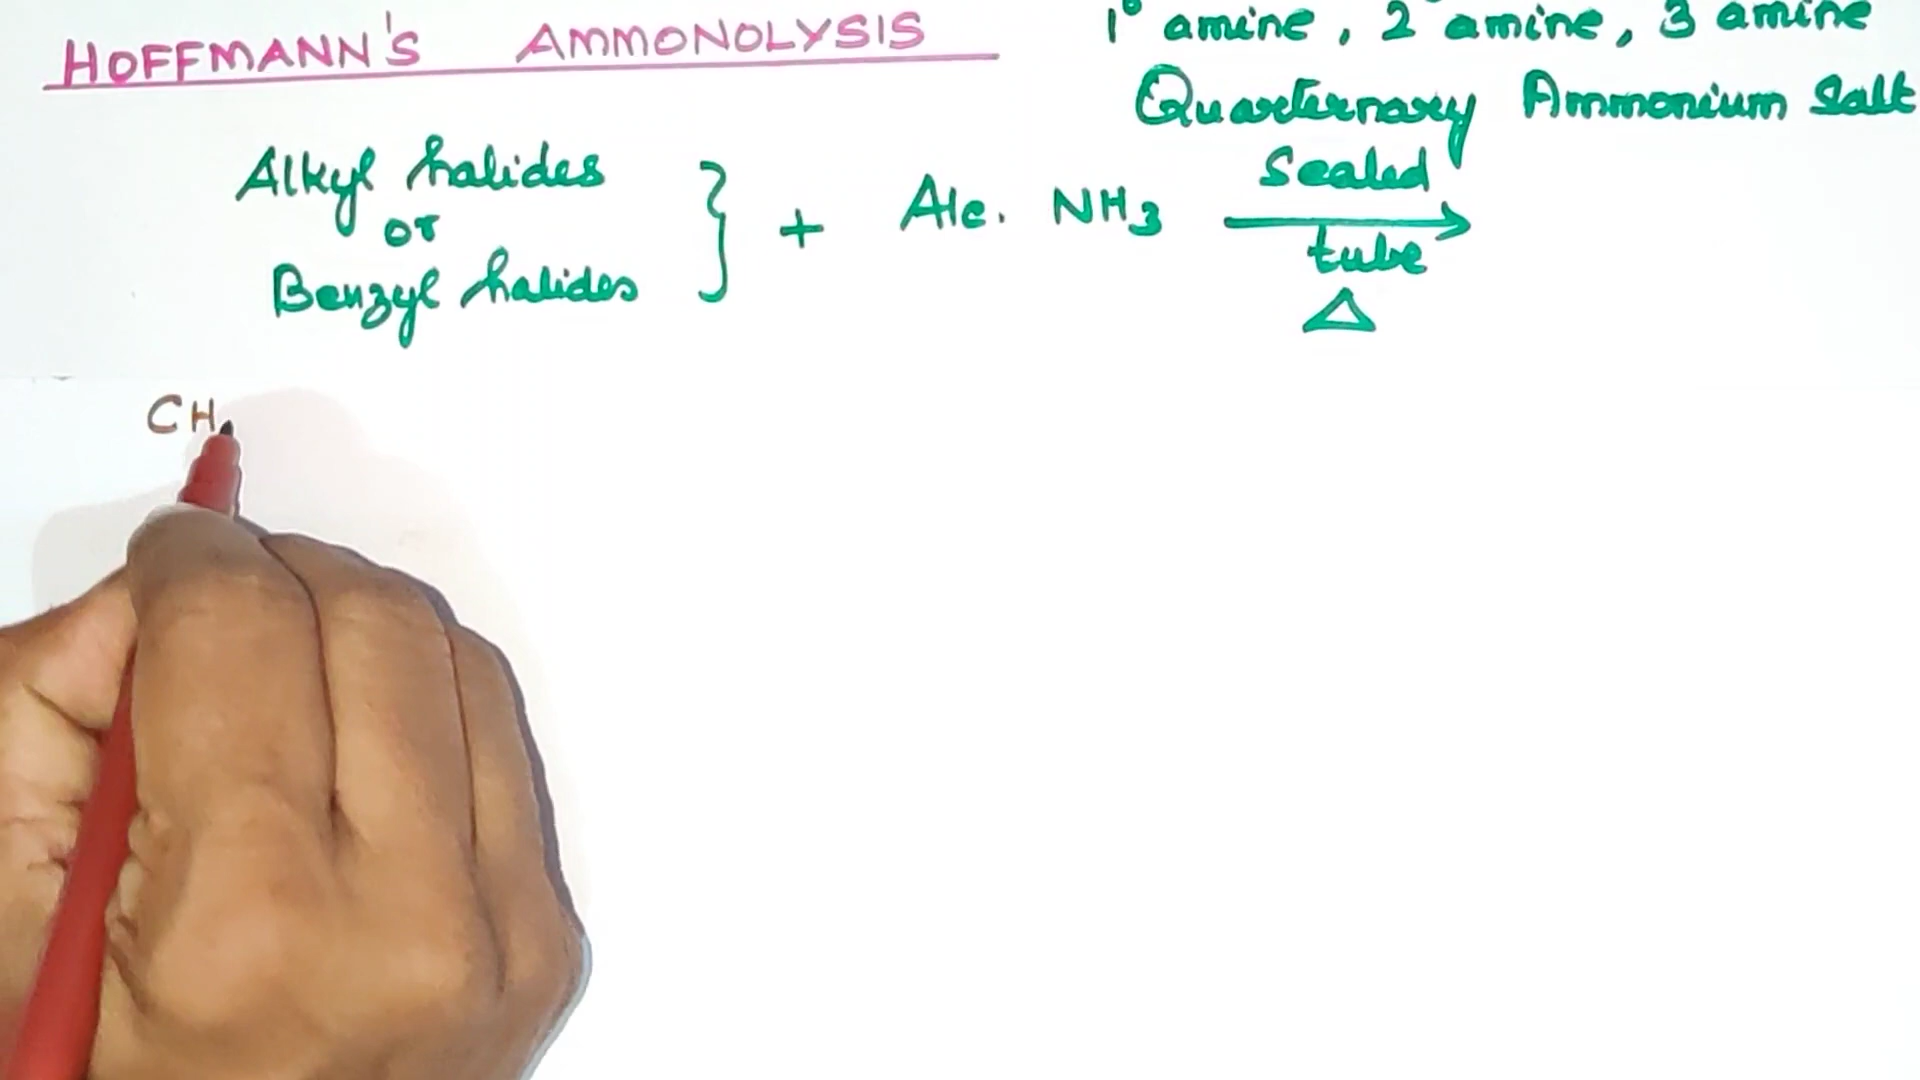 HOFFMANN'S AMMONOLYSIS
1° amine, 2° amine, 3 amine
Quarternary Ammonium Salt
Alkyl halides
or
Benzyl halides
} + Alc. NH3
Sealed
tube
Δ
CH